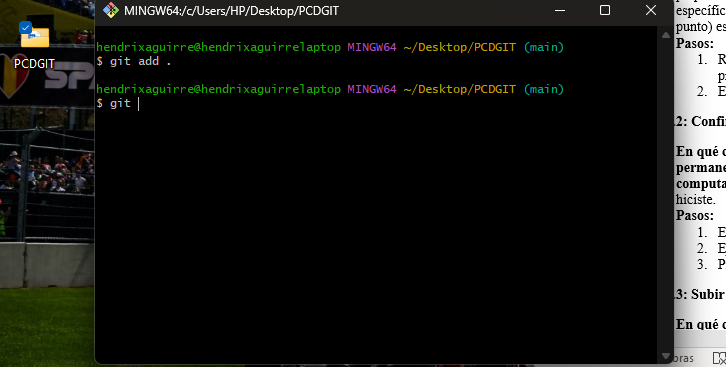 MINGW64:/c/Users/HP/Desktop/PCDGIT
hendrixaguirre@hendrixaguirrelaptop MINGW64 ~/Desktop/PCDGIT (main)
$ git add .
hendrixaguirre@hendrixaguirrelaptop MINGW64 ~/Desktop/PCDGIT (main)
$ git
PCDGIT
SPA
específic
punto) es
Pasos:
1. R
p
2. E
.2: Confi
En qué c
permane
computa
hiciste.
Pasos:
1. E
2. E
3. P
.3: Subir
En qué c
oras